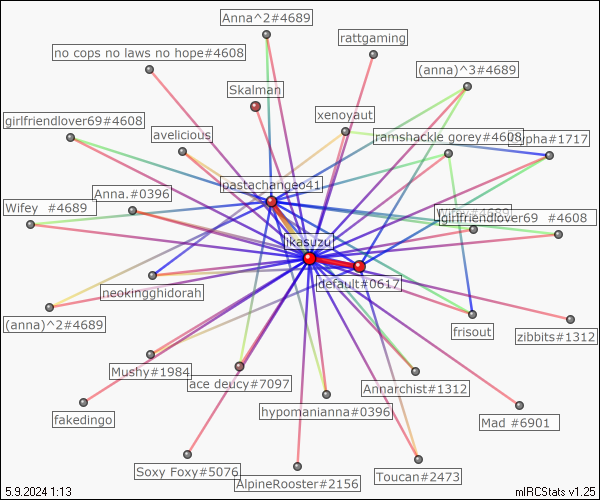 Anna^2#4689
rattgaming
no cops no laws no hope#4608
(anna)^3#4689
Skalman
xenoyaut
girlfriendlover69#4608
avelicious
ramshackle gorey#4608
pastachangeo41
Wifey #4689
Anna.#0396
girlfriendlover69 #4608
Ikasuzu
default#0617
neokingghidorah
(anna)^2#4689
frisout
zibbits#1312
Mushy#1984
ace deucy#7097
Annarchist#1312
hypomanianna#0396
fakedingo
Mad #6901
Soxy Foxy#5076
AlpineRooster#2156
Toucan#2473
5.9.2024 1:13
mIRCStats v1.25